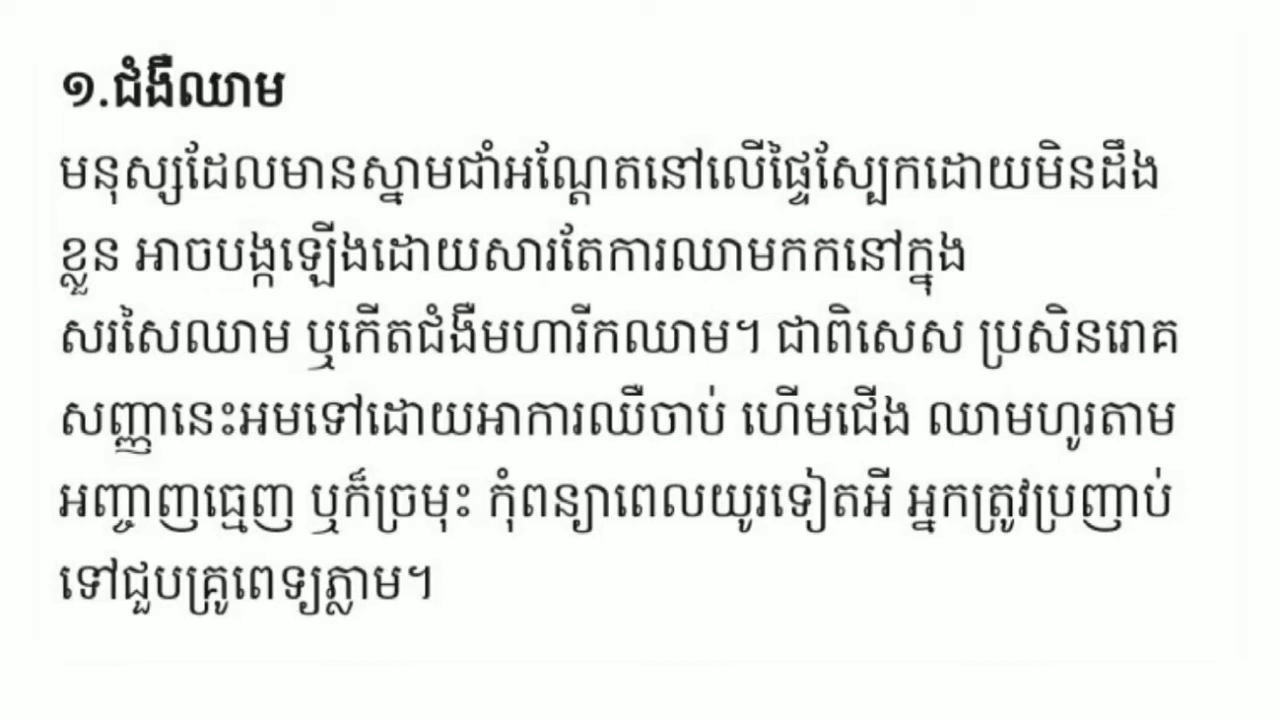 ១.ជំងឺឈាម
មនុស្សដែលមានស្នាមជាំអណ្ដែតនៅលើផ្ទៃស្បែកដោយមិនដឹង
ខ្លួន អាចបង្កឡើងដោយសារតែការឈាមកកនៅក្នុង
សរសៃឈាម ឬកើតជំងឺមហារីកឈាម។ ជាពិសេស ប្រសិនរោគ
សញ្ញានេះអមទៅដោយអាការឈឺចាប់ ហើមជើង ឈាមហូរតាម
អញ្ចាញធ្មេញ ឬក៏ច្រមុះ កុំពន្យាពេលយូរទៀតអី អ្នកត្រូវប្រញាប់
ទៅជួបគ្រូពេទ្យភ្លាម។